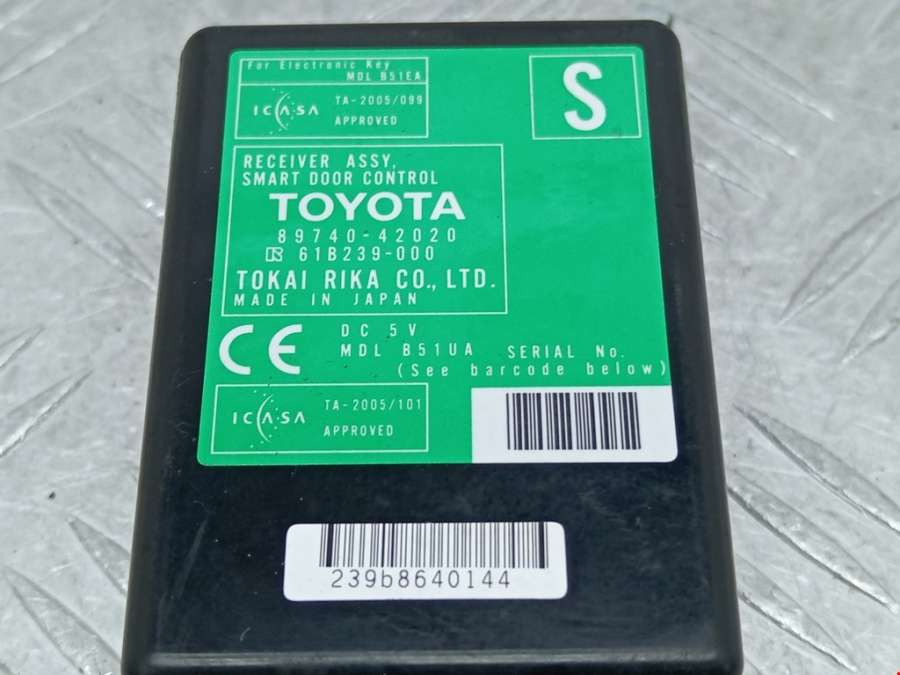 For Electronic Key
MDL B51EA
ICASA
TA-2005/099
APPROVED
S
RECEIVER ASSY,
SMART DOOR CONTROL
TOYOTA
89740-42020
61B239-000
TOKAI RIKA CO., LTD.
MADE IN JAPAN
CE
DC 5V
MDL B51UA SERIAL No.
(See barcode below)
ICASA
TA-2005/101
APPROVED
239b8640144